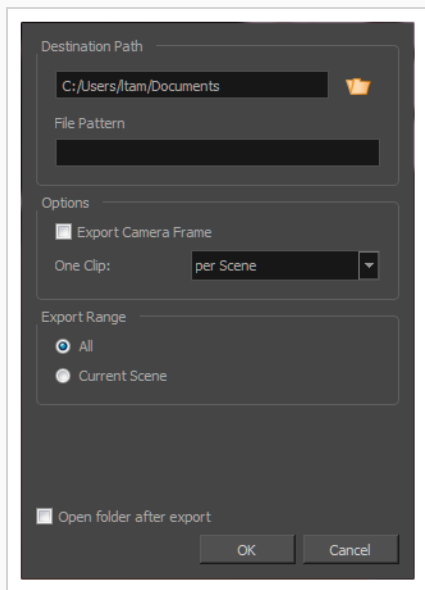 Destination Path
C:/Users/ltam/Documents
File Pattern
Options
Export Camera Frame
One Clip: per Scene
Export Range
All
Current Scene
Open folder after export
OK Cancel